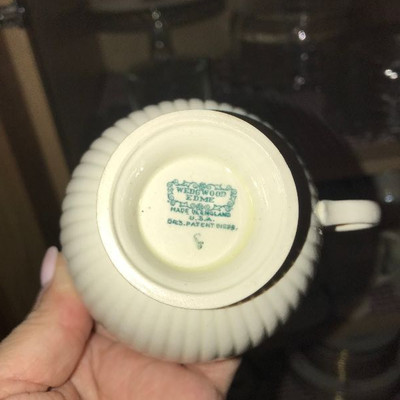 WEDGWOOD
EDME
MADE IN ENGLAND
U.S.A.
DES. PATENT